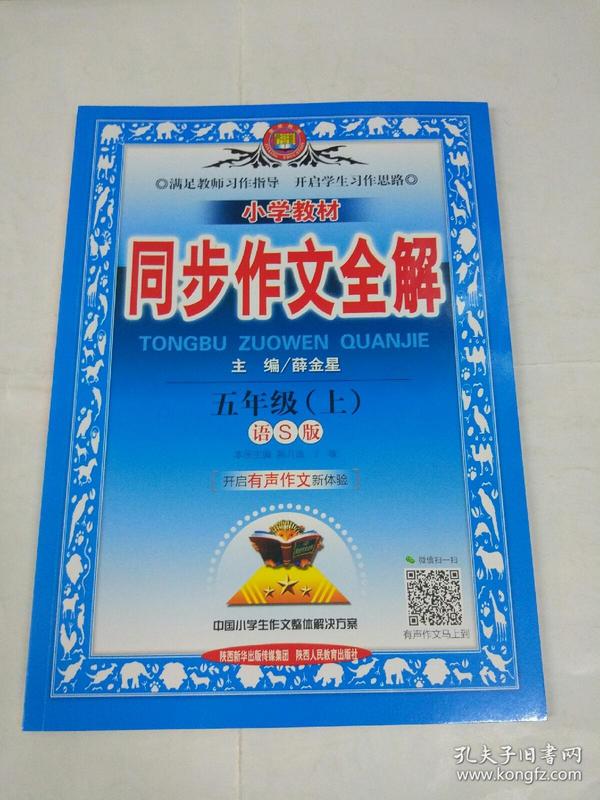 ◎满足教师习作指导 开启学生习作思路◎
小学教材
同步作文全解
TONGBU ZUOWEN QUANJIE
主 编/薛金星
五年级(上)
语S版
开启有声作文新体验
微信扫一扫
有声作文马上到
中国小学生作文整体解决方案
陕西新华出版传媒集团 陕西人民教育出版社
孔夫子旧书网
www.kongfz.com